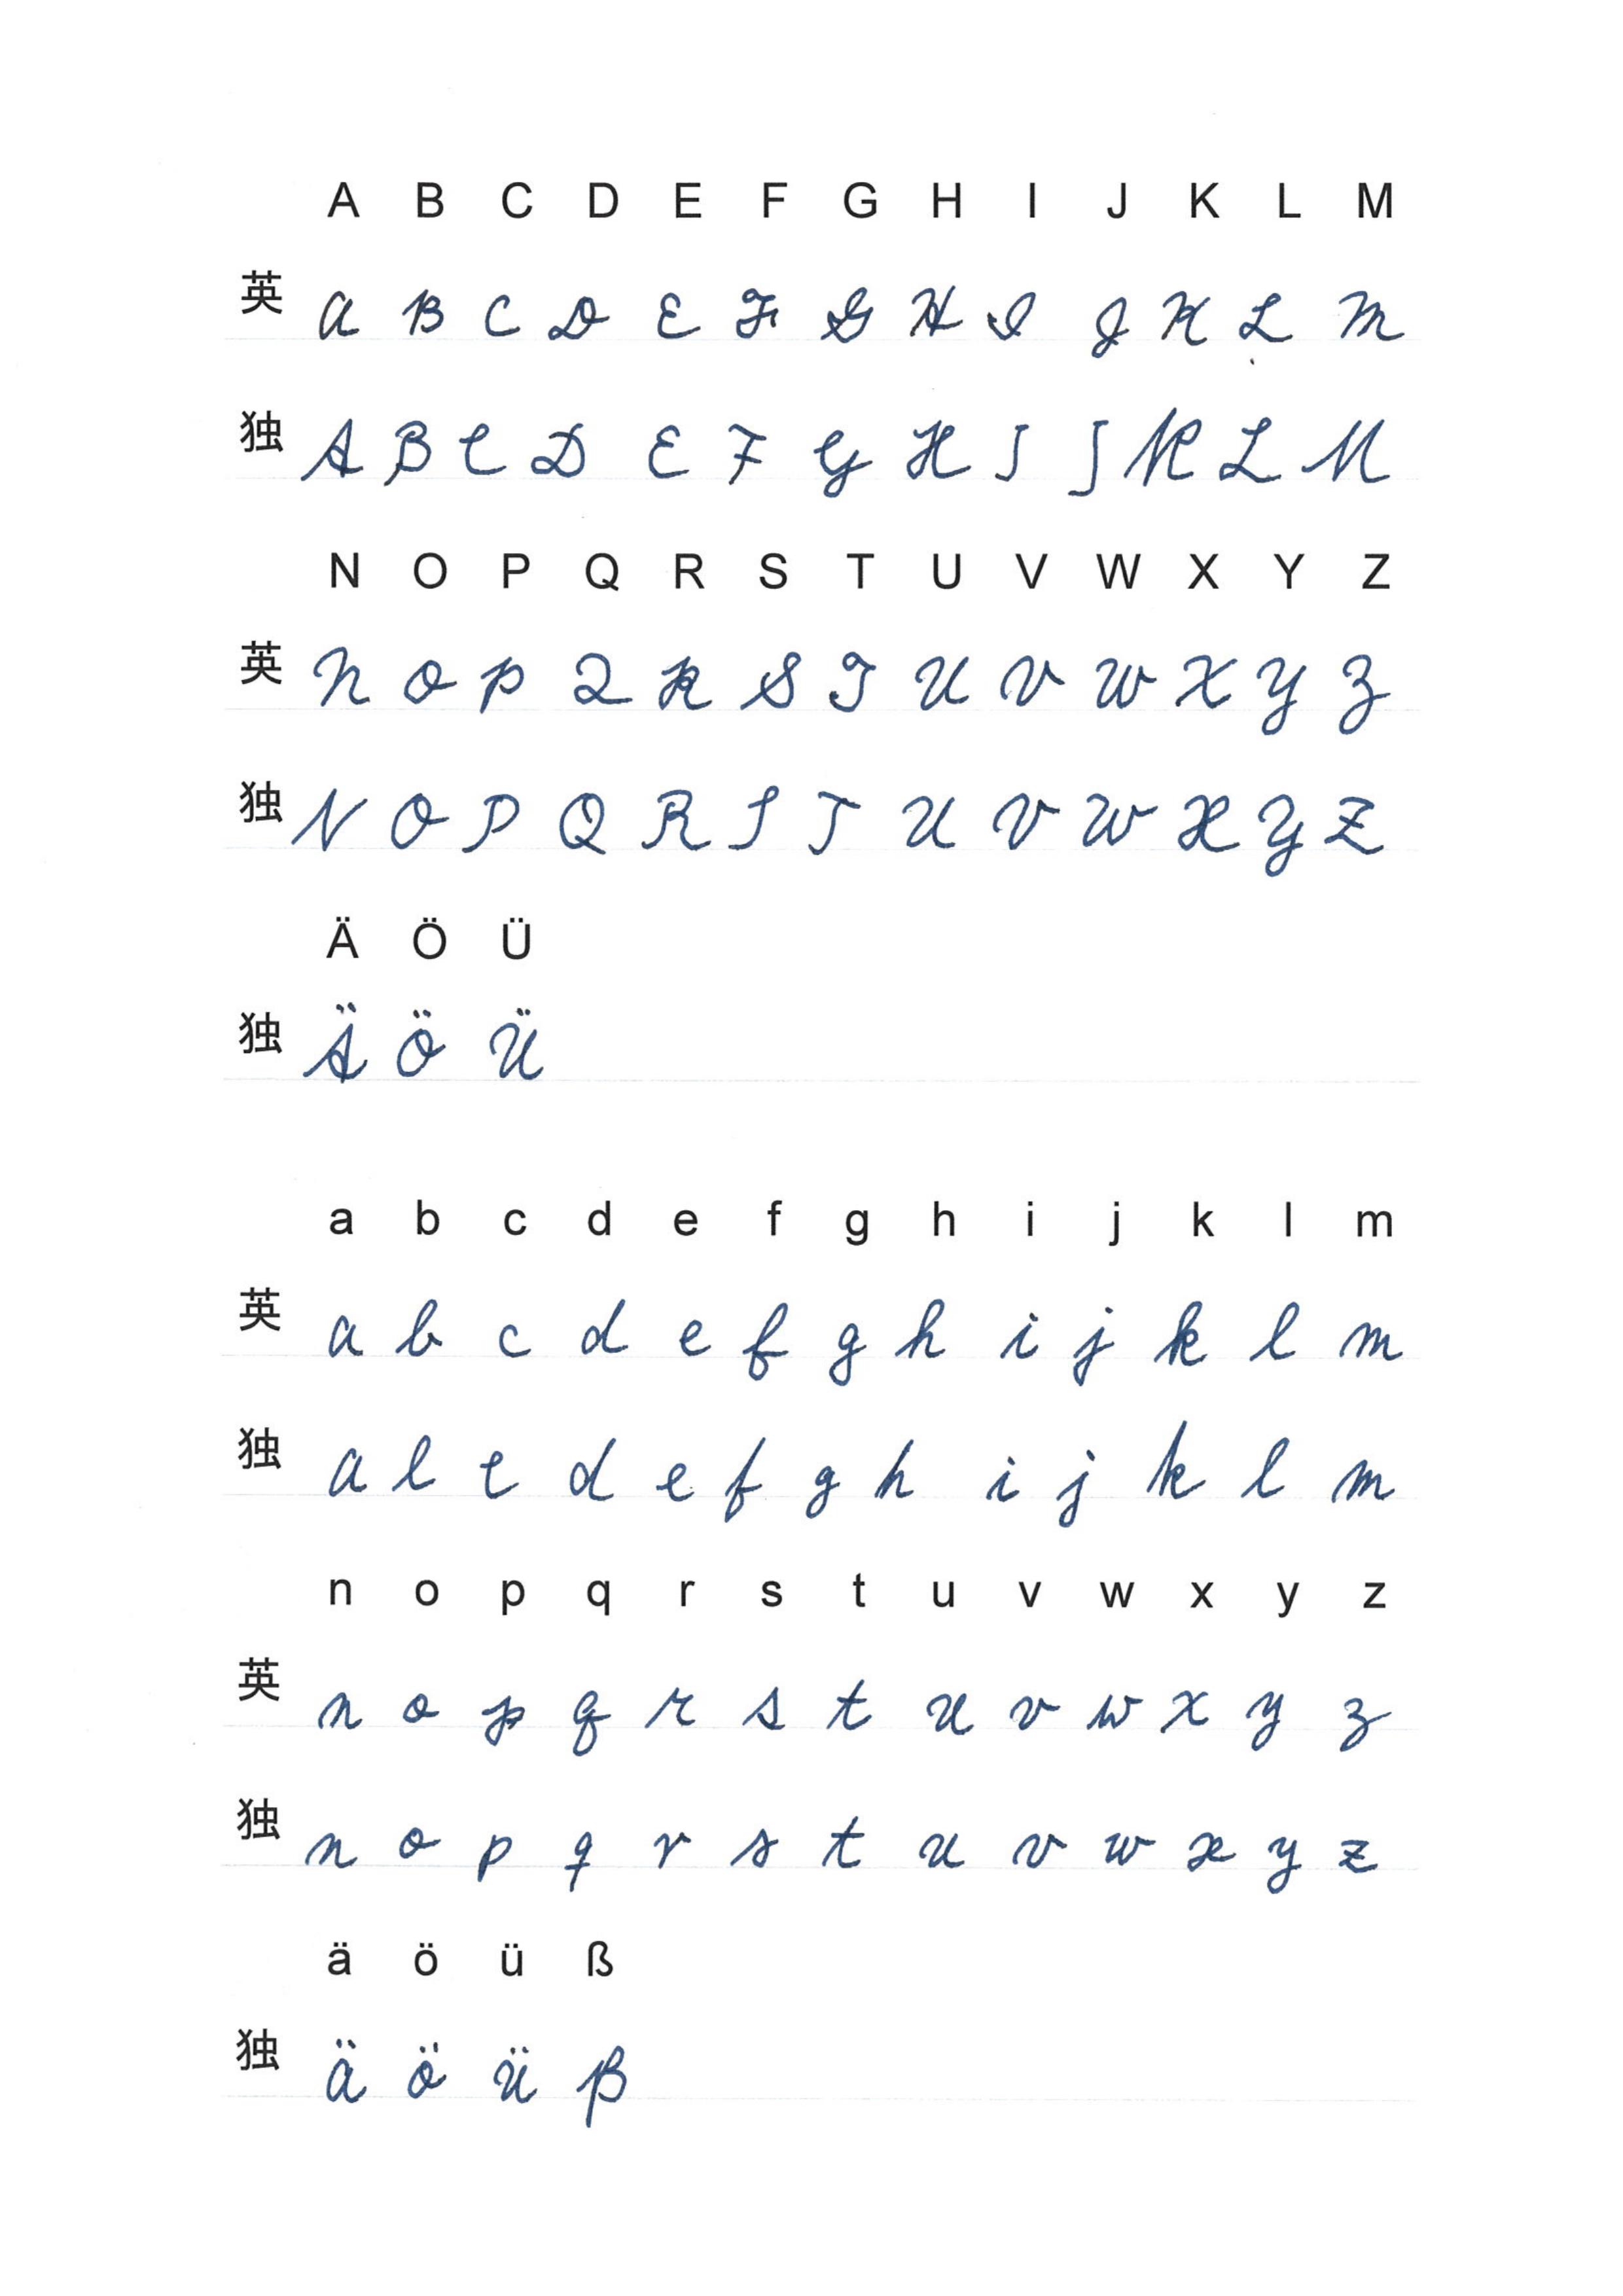 A B C D E F G H I J K L M
英 A B C D E F G H I J K L M
独 A B C D E F G H I J K L M
N O P Q R S T U V W X Y Z
英 N O P Q R S T U V W X Y Z
独 N O P Q R S T U V W X Y Z
Ä Ö Ü
独 Ä Ö Ü
a b c d e f g h i j k l m
英 a b c d e f g h i j k l m
独 a b c d e f g h i j k l m
n o p q r s t u v w x y z
英 n o p q r s t u v w x y z
独 n o p q r s t u v w x y z
ä ö ü ß
独 ä ö ü ß